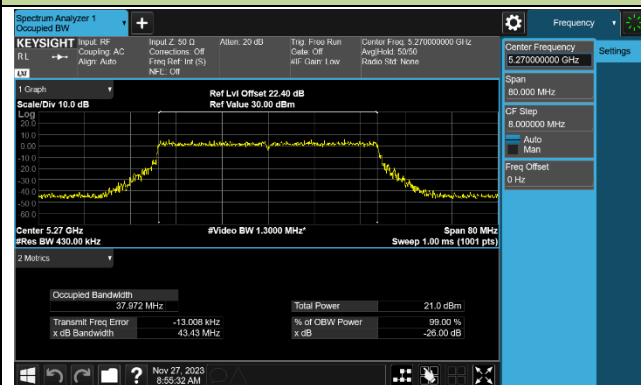 Spectrum Analyzer 1
Occupied BW
Frequency
KEYSIGHT
Input: RF
Coupling: AC
Align: Auto
Input Z: 50 Ω
Corrections: Off
Freq Ref: Int (S)
NFE: Off
Atten: 20 dB
Trig: Free Run
Gate: Off
#IF Gain: Low
Center Freq: 5.270000000 GHz
Avg|Hold: 50/50
Radio Std: None
RL
LXI
Center Frequency
5.270000000 GHz
Settings
Span
80.000 MHz
CF Step
8.000000 MHz
Auto
Man
Freq Offset
0 Hz
1 Graph
Scale/Div 10.0 dB
Ref Lvl Offset 22.40 dB
Ref Value 30.00 dBm
Log
20.0
10.0
0.00
-10.0
-20.0
-30.0
-40.0
-50.0
-60.0
Center 5.27 GHz
#Video BW 1.3000 MHz*
Span 80 MHz
#Res BW 430.00 kHz
Sweep 1.00 ms (1001 pts)
2 Metrics
Occupied Bandwidth
37.972 MHz
Total Power
21.0 dBm
Transmit Freq Error
-13.008 kHz
% of OBW Power
99.00 %
x dB Bandwidth
43.43 MHz
x dB
-26.00 dB
?
Nov 27, 2023
8:55:32 AM